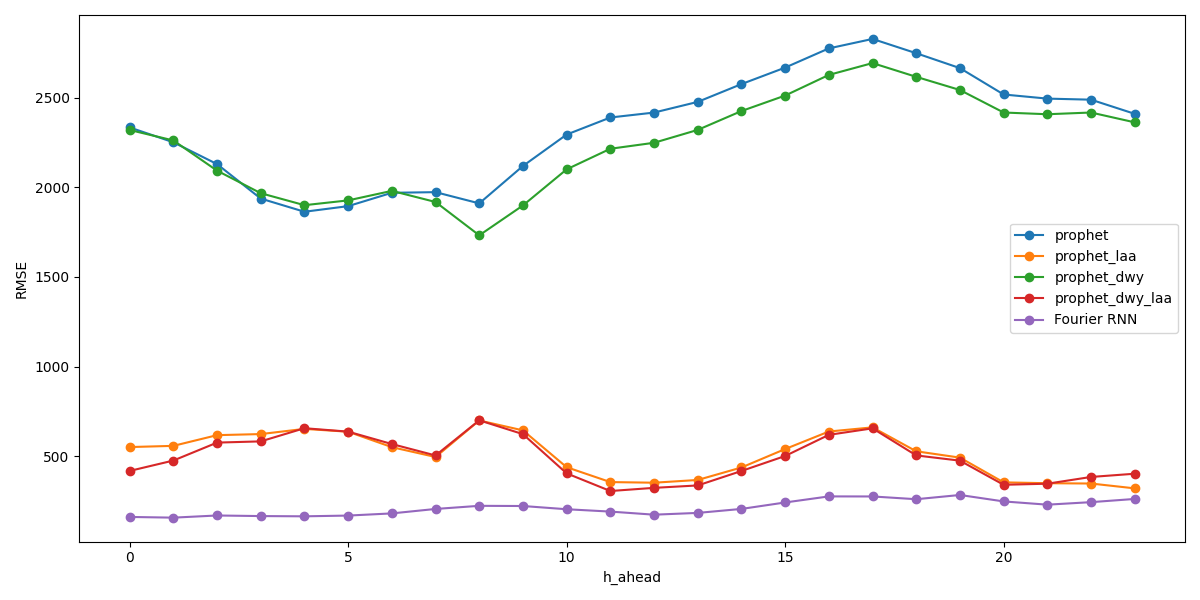 2500
2000
1500
1000
500
RMSE
0
5
10
15
20
h_ahead
prophet
prophet_laa
prophet_dwy
prophet_dwy_laa
Fourier RNN